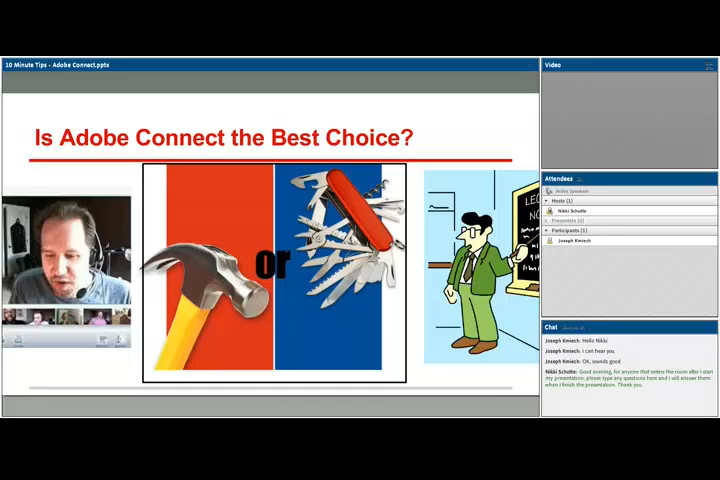 10 Minute Tips - Adobe Connect.pptx
Is Adobe Connect the Best Choice?
or
Video
Attendees
Active Speakers
Hosts (1)
Nikki Schutte
Presenters (0)
Participants (1)
Joseph Kmiech
Chat
Joseph Kmiech: Hello Nikki
Joseph Kmiech: I can hear you.
Joseph Kmiech: OK, sounds good.
Nikki Schutte: Good evening, for anyone that enters the room after I start
my presentation, please type any questions here and I will answer them
when I finish the presentation. Thank you.